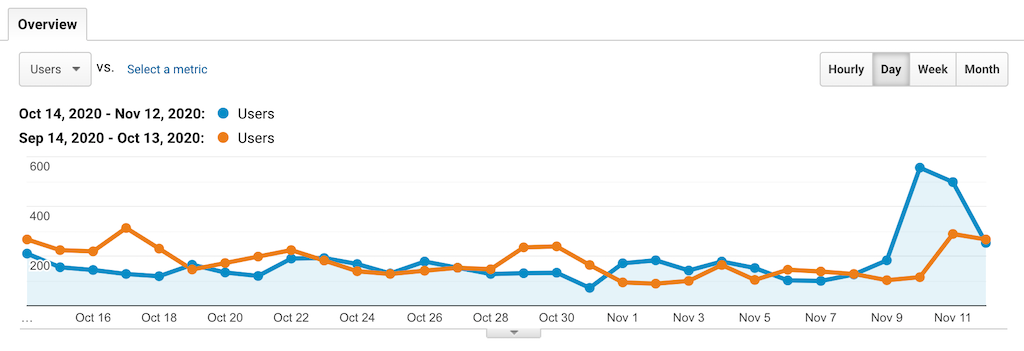 Overview
Users vs. Select a metric Hourly Day Week Month
Oct 14, 2020 - Nov 12, 2020: Users
Sep 14, 2020 - Oct 13, 2020: Users
600
400
200
... Oct 16 Oct 18 Oct 20 Oct 22 Oct 24 Oct 26 Oct 28 Oct 30 Nov 1 Nov 3 Nov 5 Nov 7 Nov 9 Nov 11